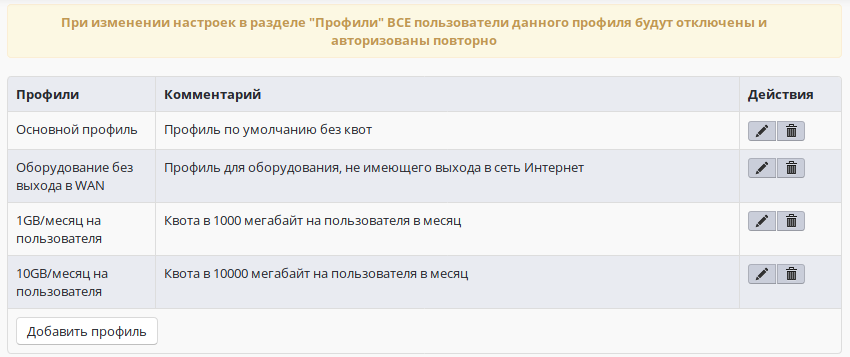 При изменении настроек в разделе "Профили" ВСЕ пользователи данного профиля будут отключены и
авторизованы повторно
Профили Комментарий Действия
Основной профиль Профиль по умолчанию без квот
Оборудование без Профиль для оборудования, не имеющего выхода в сеть Интернет
выхода в WAN
1GB/месяц на Квота в 1000 мегабайт на пользователя в месяц
пользователя
10GB/месяц на Квота в 10000 мегабайт на пользователя в месяц
пользователя
Добавить профиль